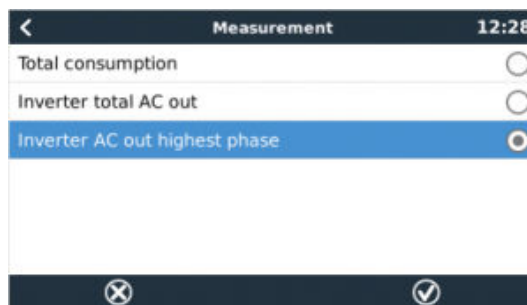 Measurement 12:28
Total consumption
Inverter total AC out
Inverter AC out highest phase